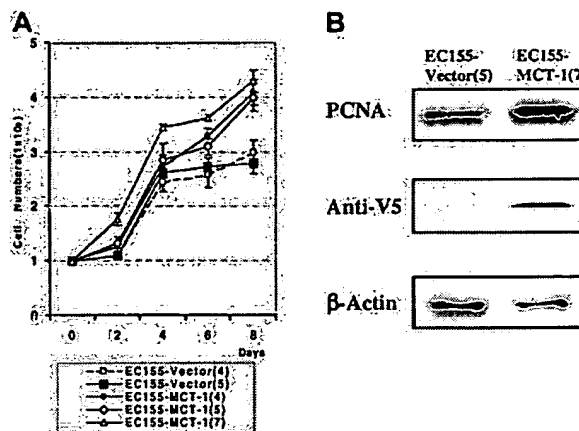 A
B
5
4
3
2
1
0
Cell Numbers(1x10
0
2
4
6
8
Days
EC155-Vector(4)
EC155-Vector(5)
EC155-MCT-1(4)
EC155-MCT-1(5)
EC155-MCT-1(7)
EC155-
Vector(5)
EC155-
MCT-1(7
PCNA
Anti-V5
β-Actin